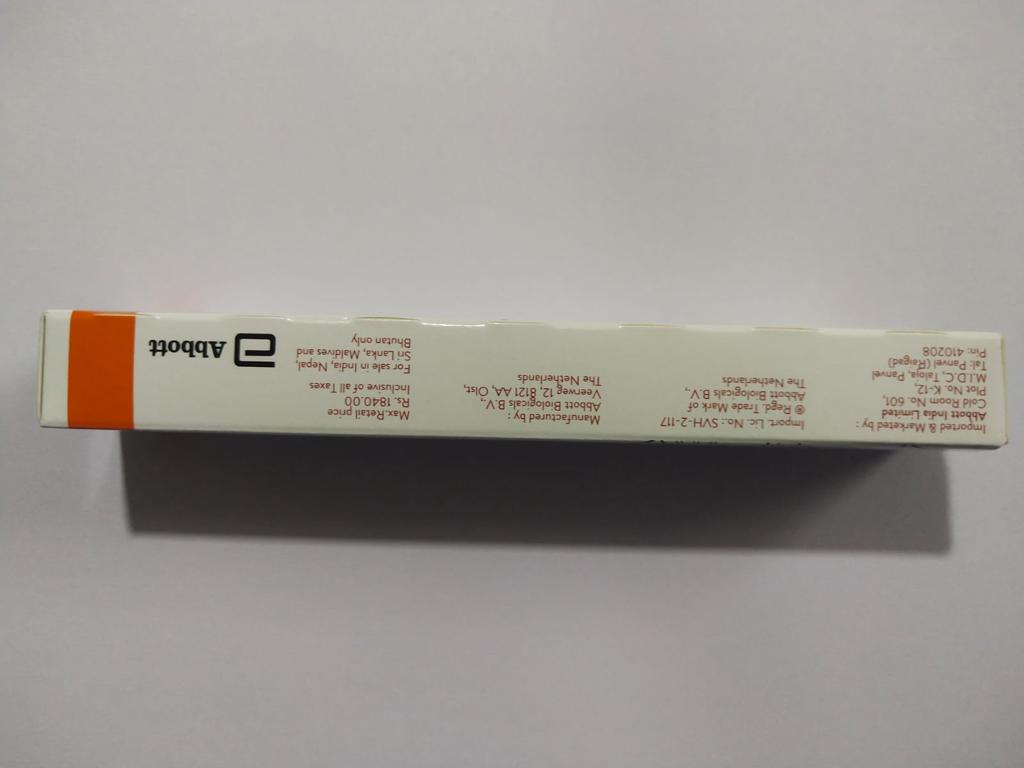 Imported & Marketed by :
Abbott India Limited
Cold Room No 601,
Plot No. K-12,
M.I.D.C, Taloja, Panvel
Tal: Panvel (Raigad)
Pin: 410208
Import. Lic. No.: SVH-2-117
® Regd. Trade Mark of
Abbott Biologicals B.V.,
The Netherlands
Manufactured by :
Abbott Biologicals B.V.,
Veerweg 12, 8121 AA, Olst,
The Netherlands
Max.Retail price
Rs. 1840.00
Inclusive of all Taxes
For sale in India, Nepal,
Sri Lanka, Maldives and
Bhutan only
Abbott